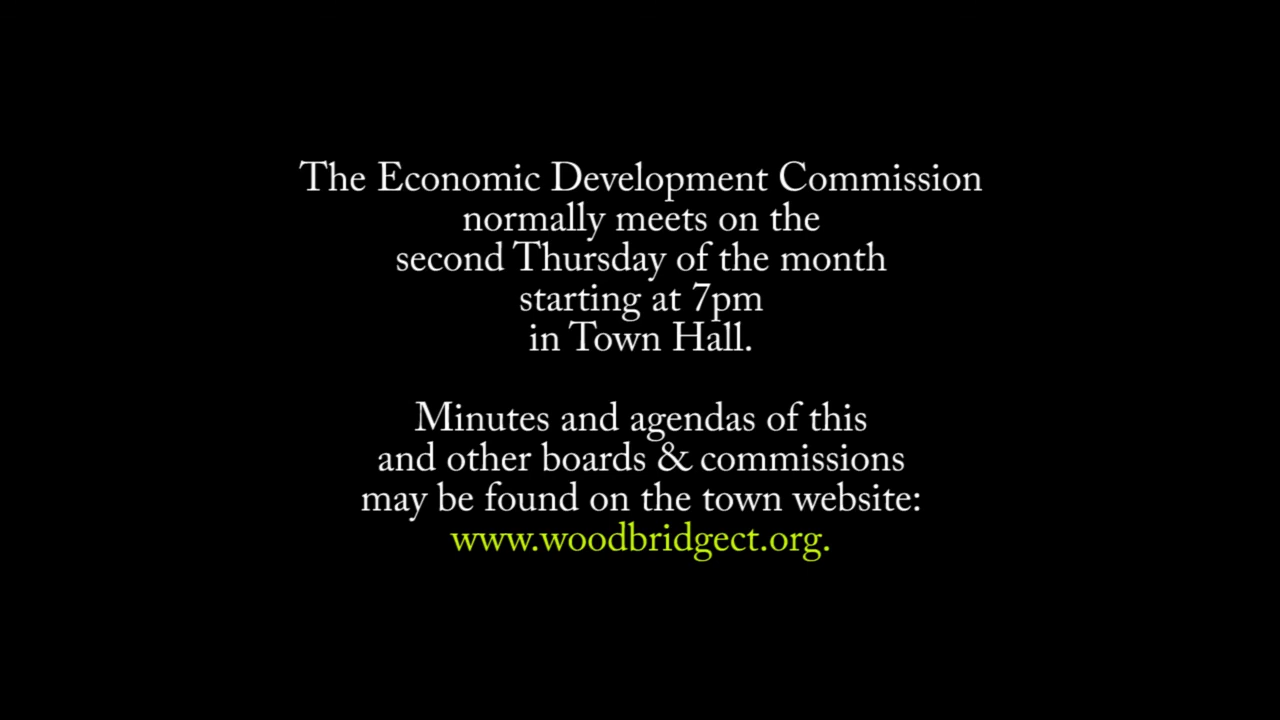 The Economic Development Commission
normally meets on the
second Thursday of the month
starting at 7pm
in Town Hall.
Minutes and agendas of this
and other boards & commissions
may be found on the town website:
www.woodbridgect.org.